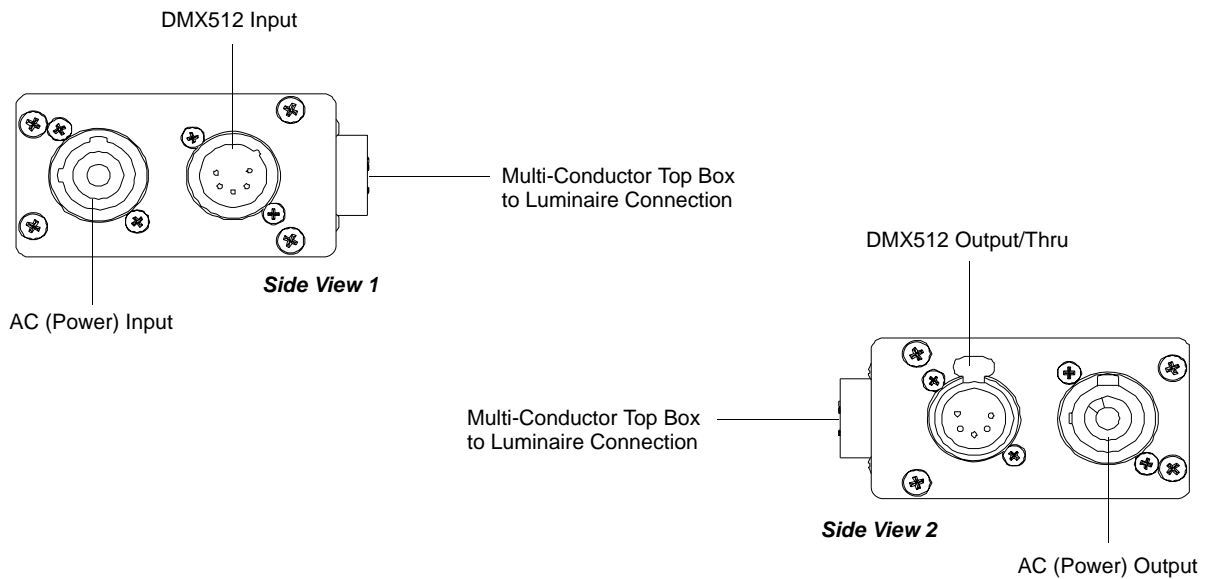 DMX512 Input
Multi-Conductor Top Box
to Luminaire Connection
Side View 1
AC (Power) Input
DMX512 Output/Thru
Multi-Conductor Top Box
to Luminaire Connection
Side View 2
AC (Power) Output